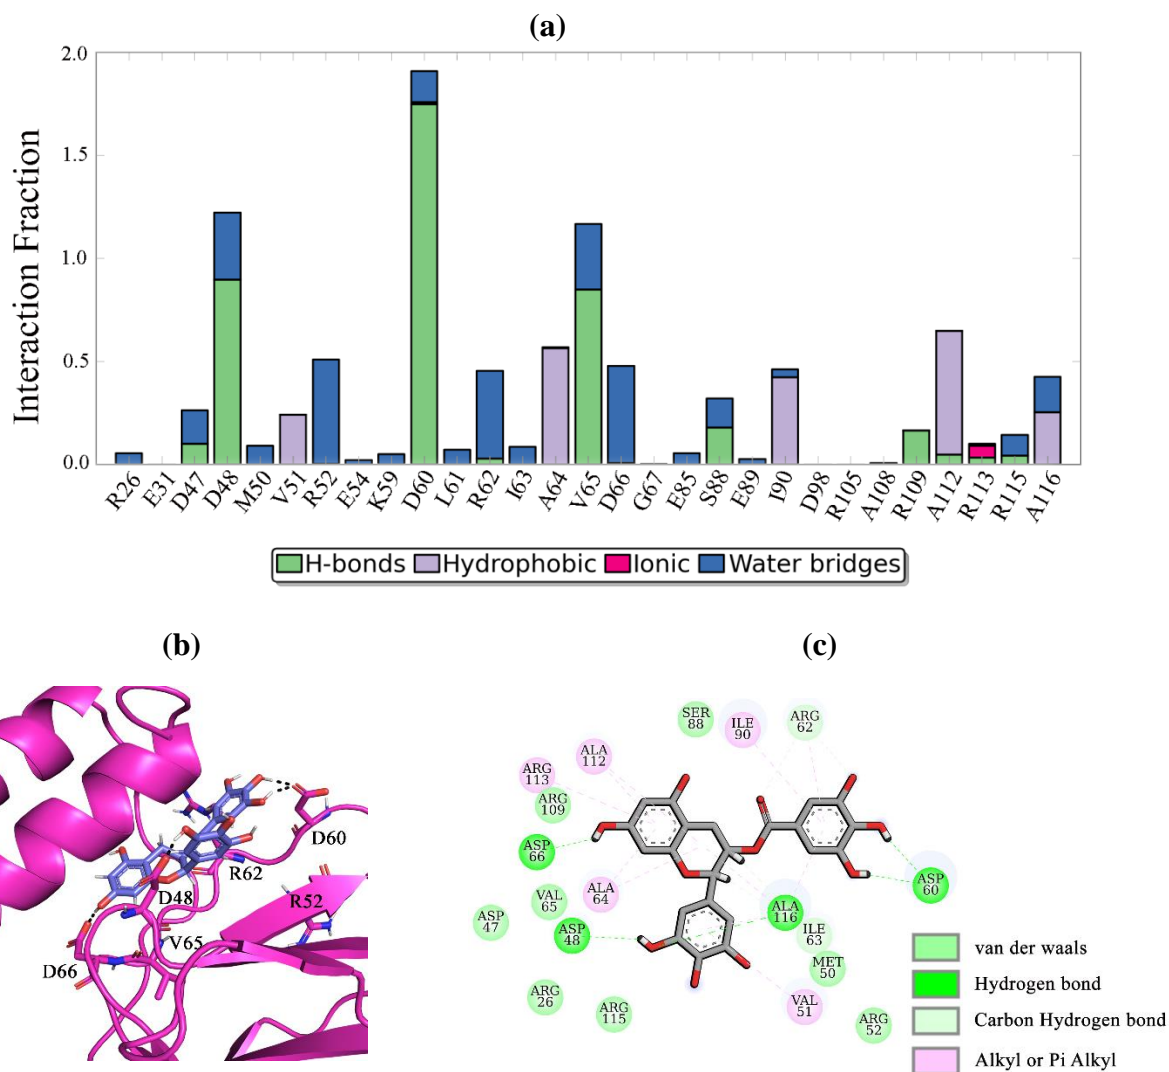 (a)
Interaction Fraction
2.0
1.5
1.0
0.5
0.0
R26 E31 D47 D48 M50 V51 R52 E54 K59 D60 L61 R62 I63 A64 V65 D66 G67 E85 S88 E89 I90 D98 R105 A108 R109 A112 R113 R115 A116
H-bonds Hydrophobic Ionic Water bridges
(b)
D60
R62
D48
R52
V65
D66
(c)
SER
88
ILE
90
ARG
62
ALA
112
ARG
113
ARG
109
ASP
66
ALA
64
VAL
65
ASP
47
ASP
48
ALA
116
ASP
60
ILE
63
MET
50
ARG
26
ARG
115
VAL
51
ARG
52
van der waals
Hydrogen bond
Carbon Hydrogen bond
Alkyl or Pi Alkyl